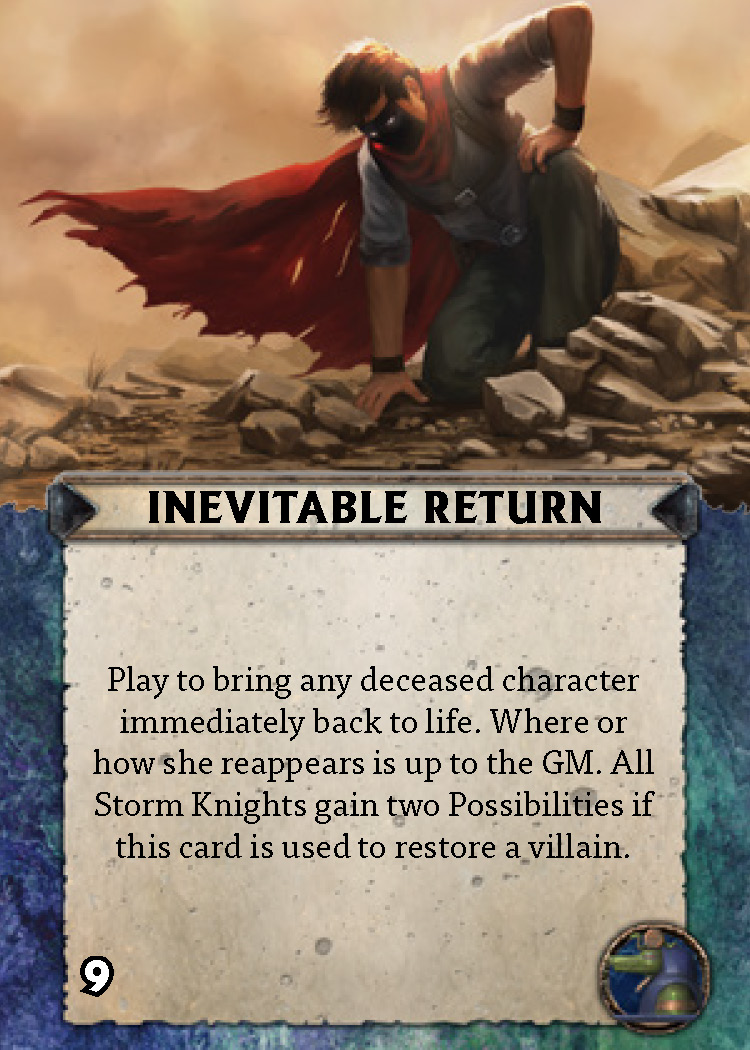 INEVITABLE RETURN
Play to bring any deceased character
immediately back to life. Where or
how she reappears is up to the GM. All
Storm Knights gain two Possibilities if
this card is used to restore a villain.
9